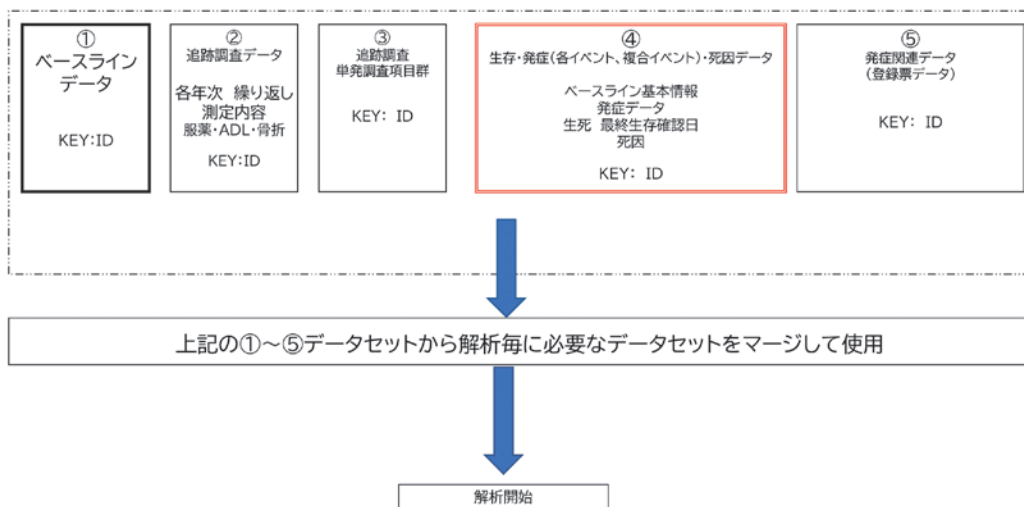 ①
ベースライン
データ
KEY:ID
②
追跡調査データ
各年次 繰り返し
測定内容
服薬・ADL・骨折
KEY:ID
③
追跡調査
単発調査項目群
KEY: ID
④
生存・発症(各イベント、複合イベント)・死因データ
ベースライン基本情報
発症データ
生死 最終生存確認日
死因
KEY: ID
⑤
発症関連データ
(登録票データ)
KEY: ID
上記の①～⑤データセットから解析毎に必要なデータセットをマージして使用
解析開始